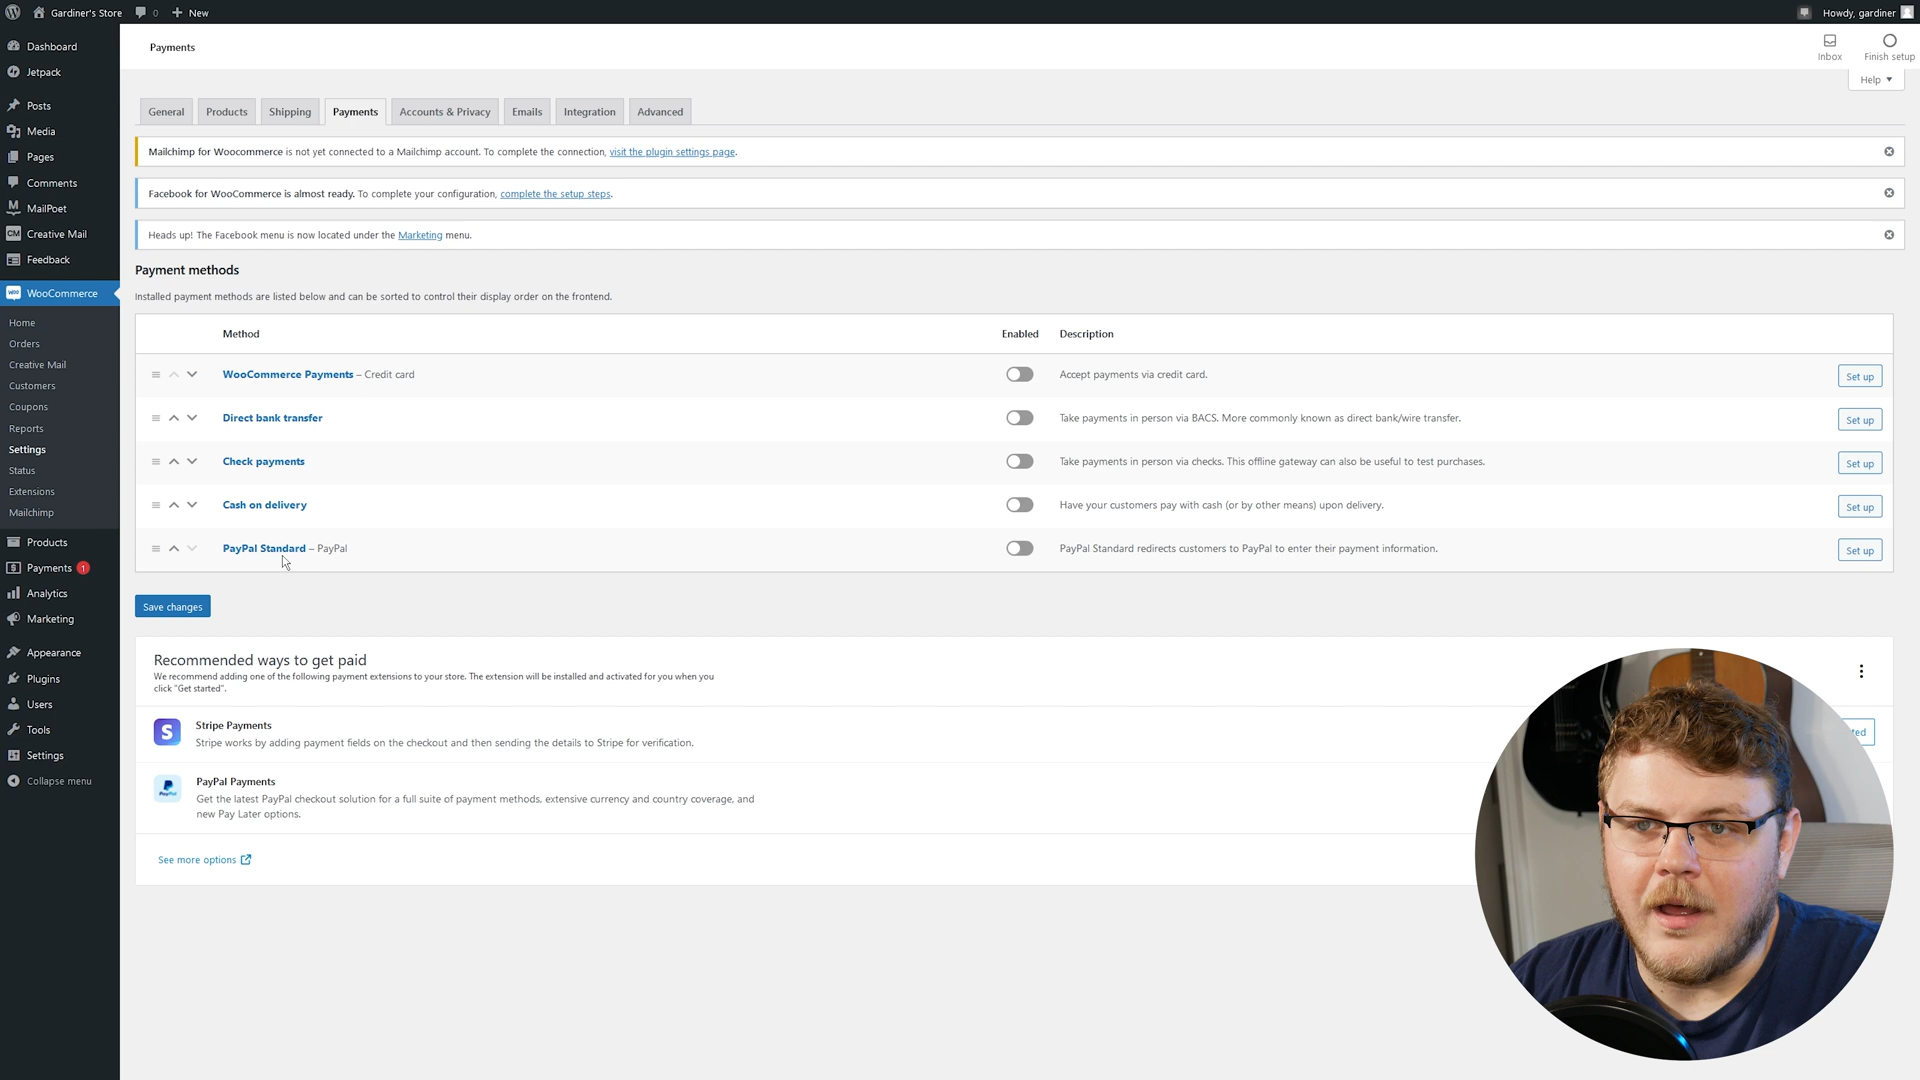 Gardiner's Store 0 + New Howdy, gardiner
Dashboard
Jetpack
Posts
Media
Pages
Comments
MailPoet
CM Creative Mail
Feedback
WooCommerce
Home
Orders
Creative Mail
Customers
Coupons
Reports
Settings
Status
Extensions
Mailchimp
Products
Payments 1
Analytics
Marketing
Appearance
Plugins
Users
Tools
Settings
Collapse menu
Payments
Inbox
Finish setup
Help
General Products Shipping Payments Accounts & Privacy Emails Integration Advanced
Mailchimp for Woocommerce is not yet connected to a Mailchimp account. To complete the connection, visit the plugin settings page.
Facebook for WooCommerce is almost ready. To complete your configuration, complete the setup steps.
Heads up! The Facebook menu is now located under the Marketing menu.
Payment methods
Installed payment methods are listed below and can be sorted to control their display order on the frontend.
Method Enabled Description
WooCommerce Payments – Credit card Accept payments via credit card. Set up
Direct bank transfer Take payments in person via BACS. More commonly known as direct bank/wire transfer. Set up
Check payments Take payments in person via checks. This offline gateway can also be useful to test purchases. Set up
Cash on delivery Have your customers pay with cash (or by other means) upon delivery. Set up
PayPal Standard – PayPal PayPal Standard redirects customers to PayPal to enter their payment information. Set up
Save changes
Recommended ways to get paid
We recommend adding one of the following payment extensions to your store. The extension will be installed and activated for you when you
click "Get started".
S Stripe Payments
Stripe works by adding payment fields on the checkout and then sending the details to Stripe for verification.
PayPal PayPal Payments
Get the latest PayPal checkout solution for a full suite of payment methods, extensive currency and country coverage, and
new Pay Later options.
See more options